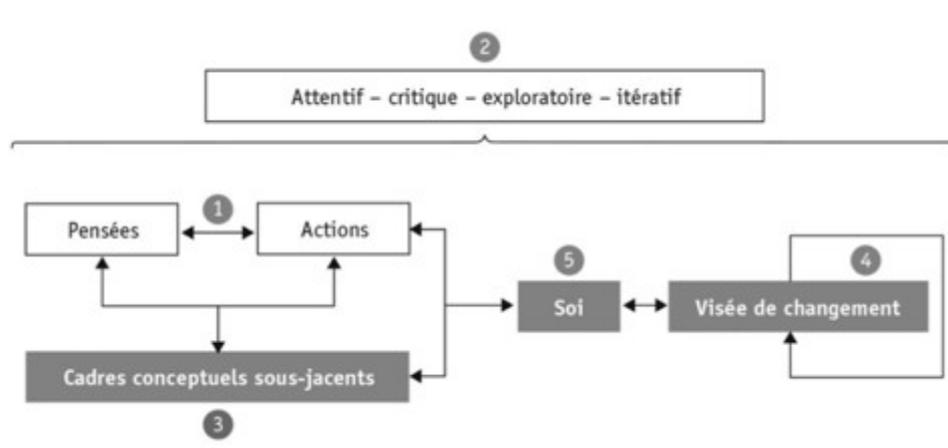 2
Attentif – critique – exploratoire – itératif
1
Pensées
Actions
5
4
Soi
Visée de changement
Cadres conceptuels sous-jacents
3